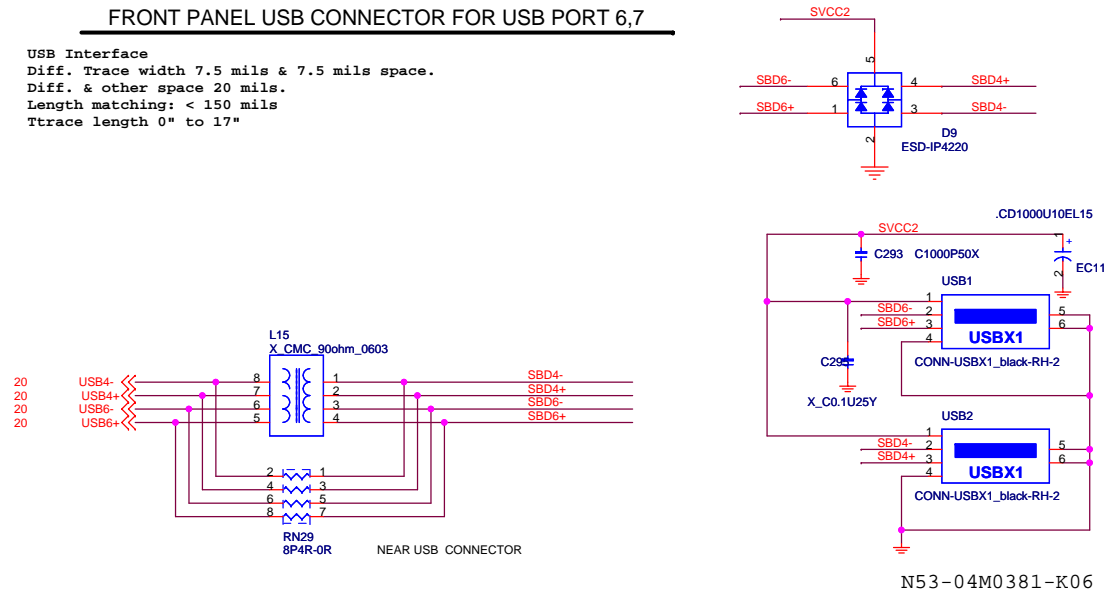 FRONT PANEL USB CONNECTOR FOR USB PORT 6,7
USB Interface
Diff. Trace width 7.5 mils & 7.5 mils space.
Diff. & other space 20 mils.
Length matching: < 150 mils
Ttrace length 0" to 17"
SVCC2
5
SBD6- 6 4 SBD4+
SBD6+ 1 3 SBD4-
2
D9
ESD-IP4220
.CD1000U10EL15
SVCC2
1
+
C293 C1000P50X
2
EC11
USB1
1
SBD6- 2 5
SBD6+ 3 6
4
USBX1
CONN-USBX1_black-RH-2
X_C0.1U25Y
USB2
1
SBD4- 2 5
SBD4+ 3 6
4
USBX1
CONN-USBX1_black-RH-2
L15
X_CMC_90ohm_0603
20 USB4- 8 1 SBD4-
20 USB4+ 7 2 SBD4+
20 USB6- 6 3 SBD6-
20 USB6+ 5 4 SBD6+
2 1
4 3
6 5
8 7
RN29
8P4R-0R
NEAR USB CONNECTOR
N53-04M0381-K06